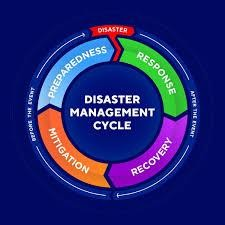 DISASTER
PREPAREDNESS
RESPONSE
BEFORE THE EVENT
DISASTER
MANAGEMENT
CYCLE
AFTER THE EVENT
MITIGATION
RECOVERY